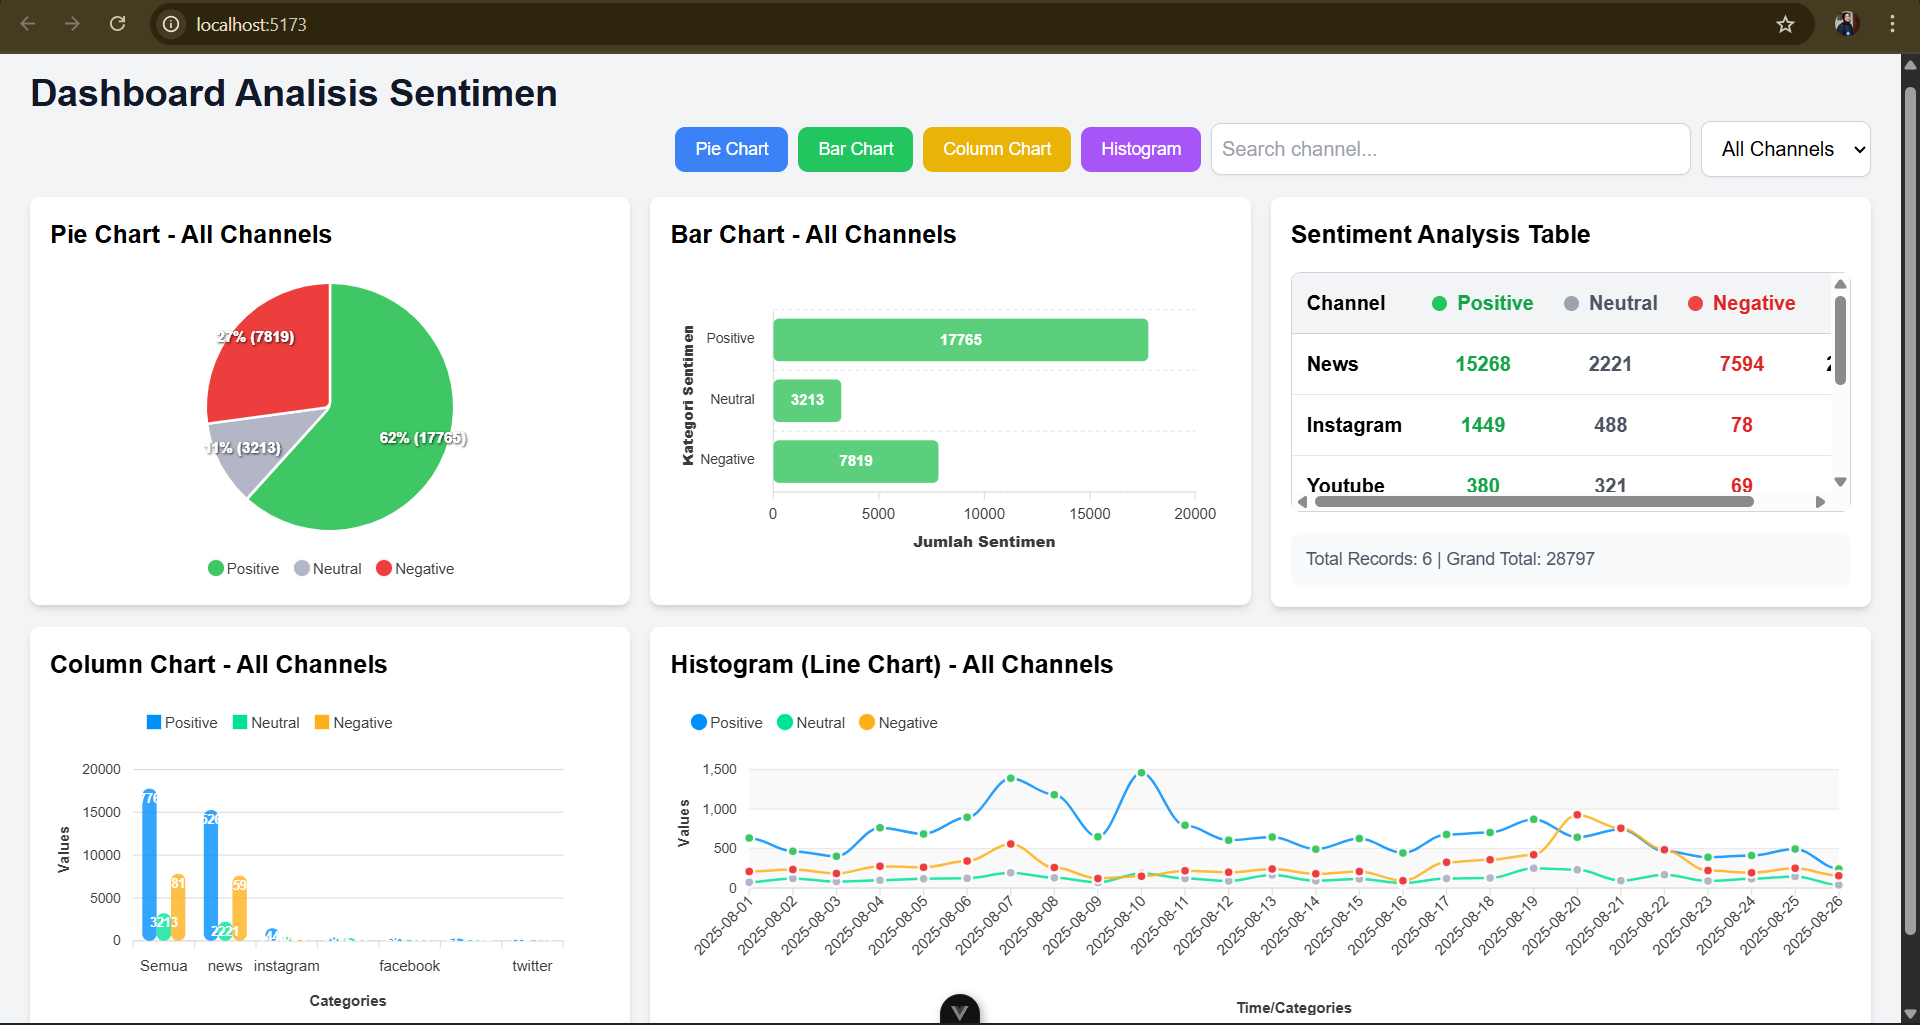 localhost:5173
Dashboard Analisis Sentimen
Pie Chart
Bar Chart
Column Chart
Histogram
Search channel...
All Channels
Pie Chart - All Channels
27% (7819)
11% (3213)
62% (17765)
Positive Neutral Negative
Bar Chart - All Channels
Kategori Sentimen
Positive 17765
Neutral 3213
Negative 7819
0 5000 10000 15000 20000
Jumlah Sentimen
Sentiment Analysis Table
Channel Positive Neutral Negative
News 15268 2221 7594
Instagram 1449 488 78
Youtube 380 321 69
Total Records: 6 | Grand Total: 28797
Column Chart - All Channels
Positive Neutral Negative
Values
20000
15000
10000
5000
0
3213
2221
Semua news instagram facebook twitter
Categories
Histogram (Line Chart) - All Channels
Positive Neutral Negative
Values
1,500
1,000
500
0
2025-08-01 2025-08-02 2025-08-03 2025-08-04 2025-08-05 2025-08-06 2025-08-07 2025-08-08 2025-08-09 2025-08-10 2025-08-11 2025-08-12 2025-08-13 2025-08-14 2025-08-15 2025-08-16 2025-08-17 2025-08-18 2025-08-19 2025-08-20 2025-08-21 2025-08-22 2025-08-23 2025-08-24 2025-08-25 2025-08-26
Time/Categories